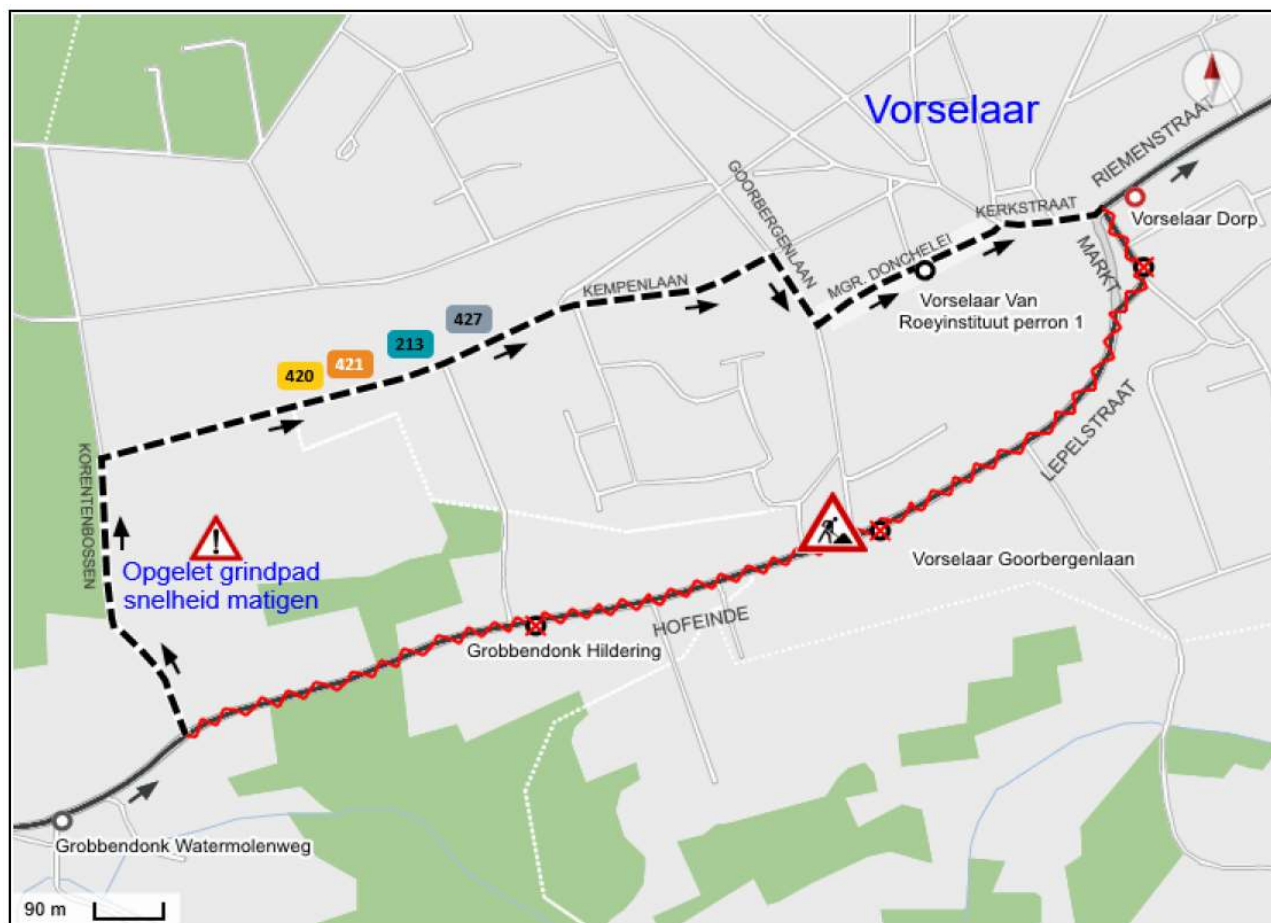 Vorselaar
RIEMENSTRAAT
GOORBERGENLAAN
KERKSTRAAT
Vorselaar Dorp
MGR. DONCHELEI
MARKT
KEMPENLAAN
Vorselaar Van
Roeyinstituut perron 1
427
213
421
420
KORENTENBOSSEN
LEPELSTRAAT
Opgelet grindpad
snelheid matigen
Vorselaar Goorbergenlaan
HOFEINDE
Grobbendonk Hildering
Grobbendonk Watermolenweg
90 m